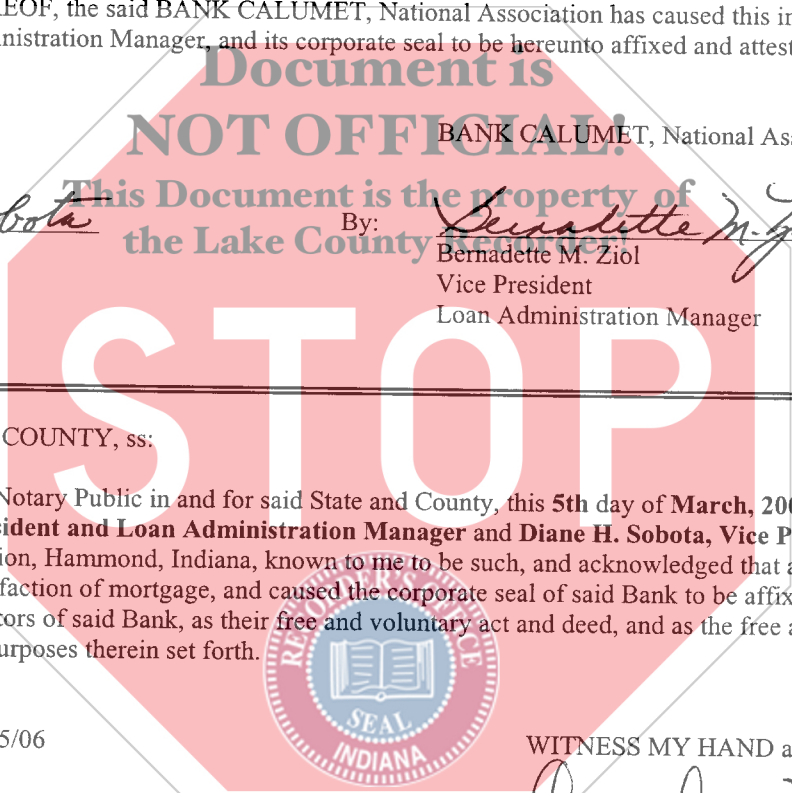 EOF, the said BANK CALUMET, National Association has caused this in
nistration Manager, and its corporate seal to be hereunto affixed and attest
Document is
NOT OFFICIAL!
BANK CALUMET, National Ass
This Document is the property of
the Lake County Recorder!
bota By: Bernadette M.
Bernadette M. Ziol
Vice President
Loan Administration Manager
STOP
COUNTY, ss:
Notary Public in and for said State and County, this 5th day of March, 200
sident and Loan Administration Manager and Diane H. Sobota, Vice P
ion, Hammond, Indiana, known to me to be such, and acknowledged that a
faction of mortgage, and caused the corporate seal of said Bank to be affix
tors of said Bank, as their free and voluntary act and deed, and as the free a
urposes therein set forth.
RECORDER'S OFFICE
SEAL
INDIANA
5/06
WITNESS MY HAND a